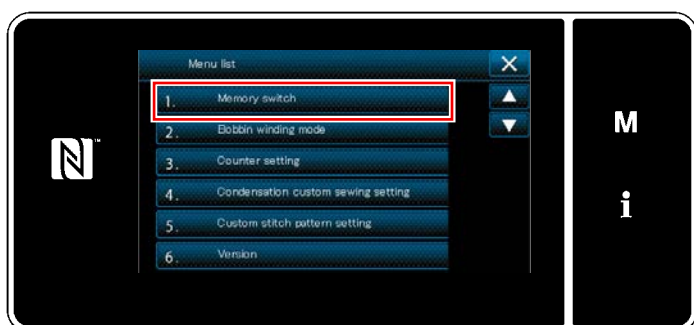 Menu list
1. Memory switch
2. Bobbin winding mode
3. Counter setting
4. Condensation custom sewing setting
5. Custom stitch pattern setting
6. Version
N™
M
i